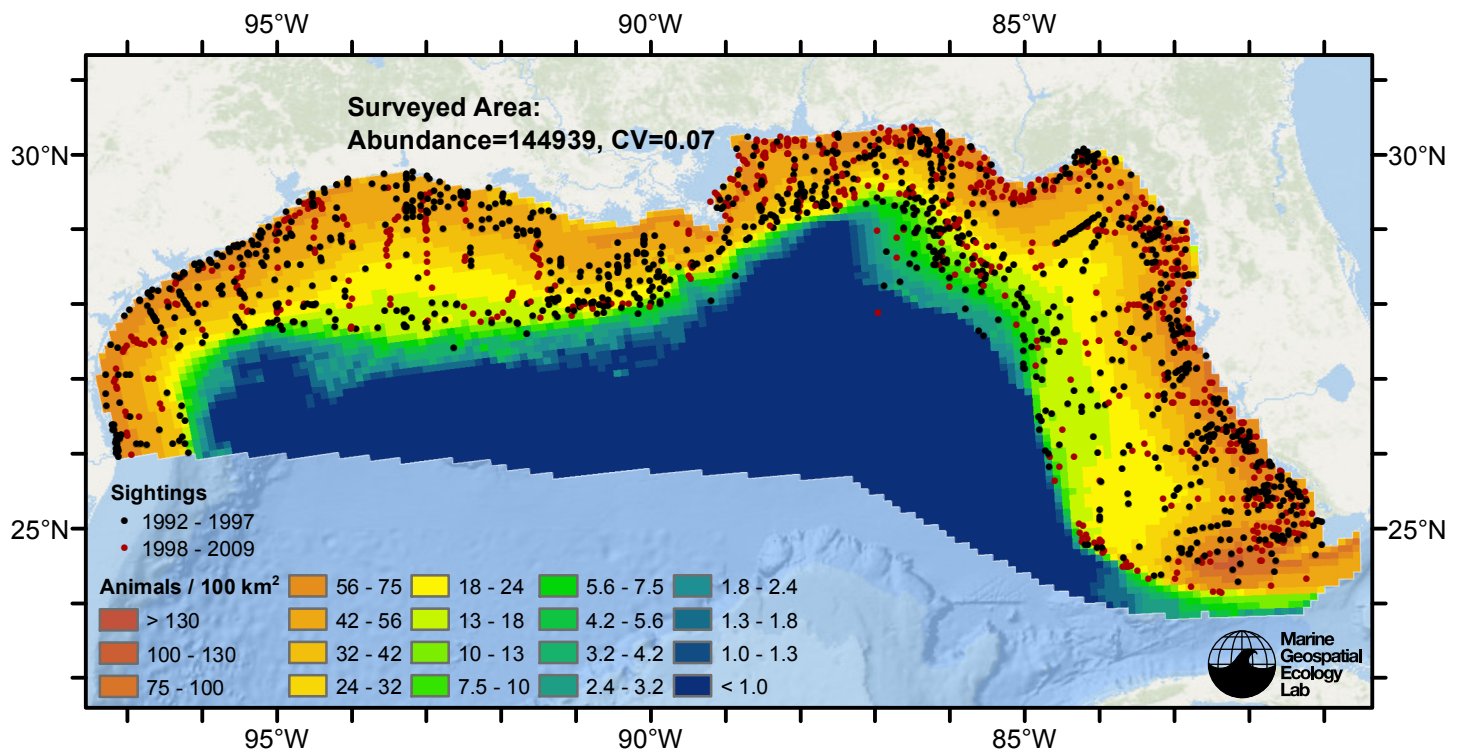 95°W 90°W 85°W
Surveyed Area:
Abundance=144939, CV=0.07
30°N 30°N
25°N 25°N
Sightings
1992 - 1997
1998 - 2009
Animals / 100 km²
> 130
100 - 130
75 - 100
56 - 75
42 - 56
32 - 42
24 - 32
18 - 24
13 - 18
10 - 13
7.5 - 10
5.6 - 7.5
4.2 - 5.6
3.2 - 4.2
2.4 - 3.2
1.8 - 2.4
1.3 - 1.8
1.0 - 1.3
< 1.0
Marine
Geospatial
Ecology
Lab
95°W 90°W 85°W